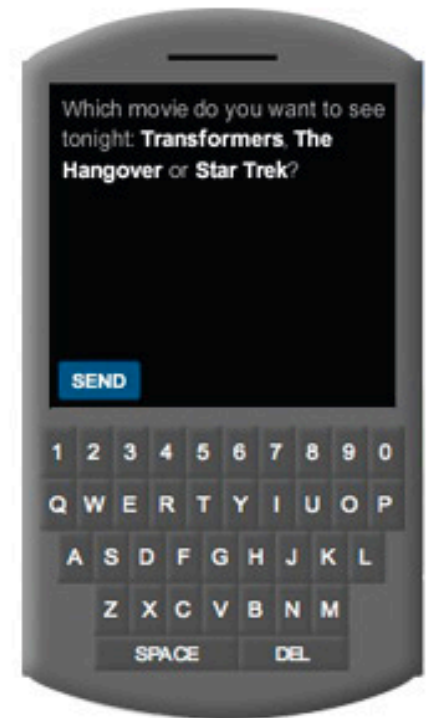 Which movie do you want to see
tonight: Transformers, The
Hangover or Star Trek?
SEND
1 2 3 4 5 6 7 8 9 0
Q W E R T Y I U O P
A S D F G H J K L
Z X C V B N M
SPACE DEL